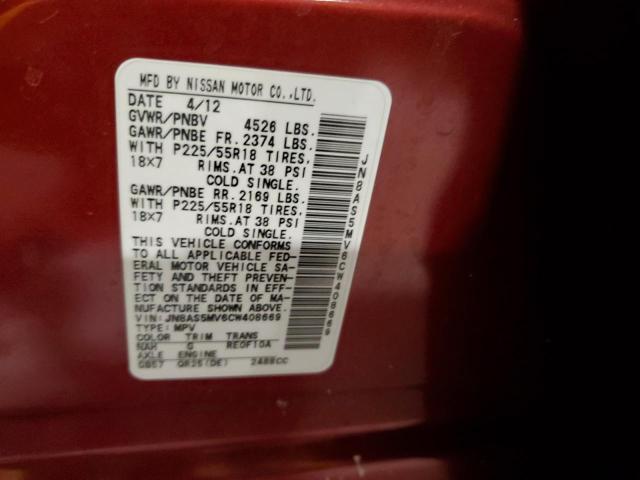 MFD BY NISSAN MOTOR CO.,LTD.
DATE 4/12
GVWR/PNBV 4526 LBS.
GAWR/PNBE FR. 2374 LBS.
WITH P225/55R18 TIRES,
18X7 RIMS.AT 38 PSI
COLD SINGLE.
GAWR/PNBE RR. 2169 LBS.
WITH P225/55R18 TIRES,
18X7 RIMS.AT 38 PSI
COLD SINGLE.
THIS VEHICLE CONFORMS
TO ALL APPLICABLE FED-
ERAL MOTOR VEHICLE SA-
FETY AND THEFT PREVEN-
TION STANDARDS IN EFF-
ECT ON THE DATE OF MA-
NUFACTURE SHOWN ABOVE.
VIN: JN8AS5MV6CW408669
TYPE: MPV
COLOR TRIM TRANS
NAH G RE0F10A
AXLE ENGINE
GB57 QR25(DE) 2488CC
JN8AS5MV6CW408669